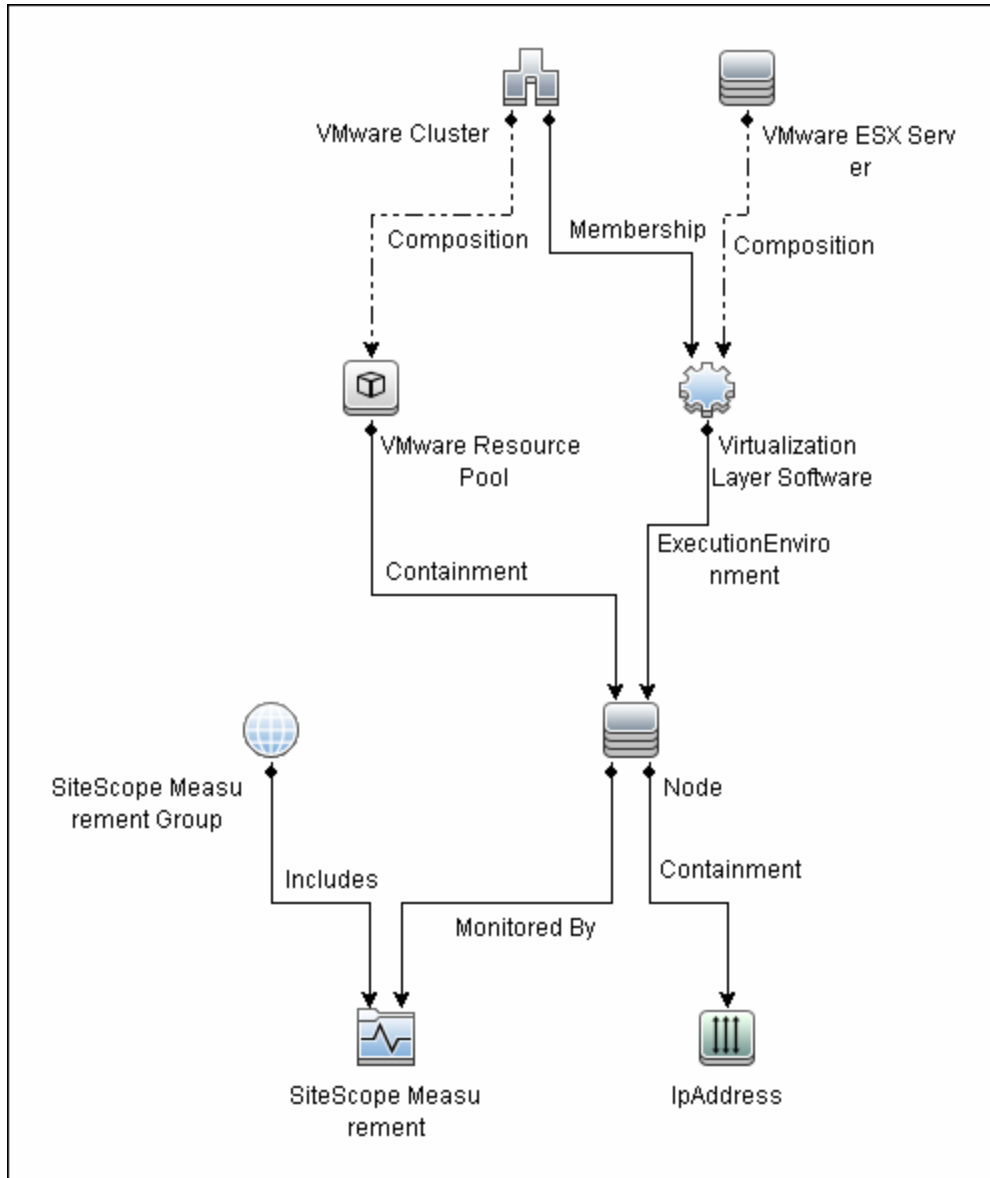 VMware Cluster
VMware ESX Serv
er
Composition
Membership
Composition
VMware Resource
Pool
Virtualization
Layer Software
ExecutionEnviro
nment
Containment
SiteScope Measu
rement Group
Node
Includes
Containment
Monitored By
SiteScope Measu
rement
IpAddress